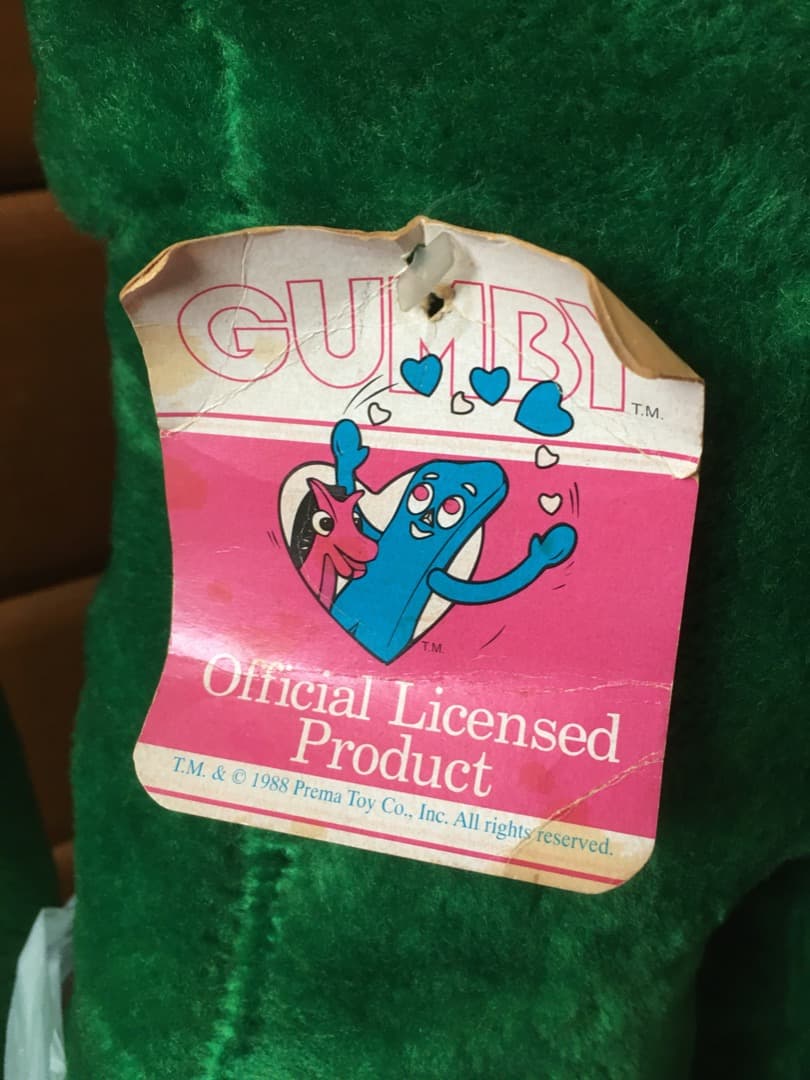 GUMBY
T.M.
T.M.
Official Licensed
Product
T.M. & © 1988 Prema Toy Co., Inc. All rights reserved.